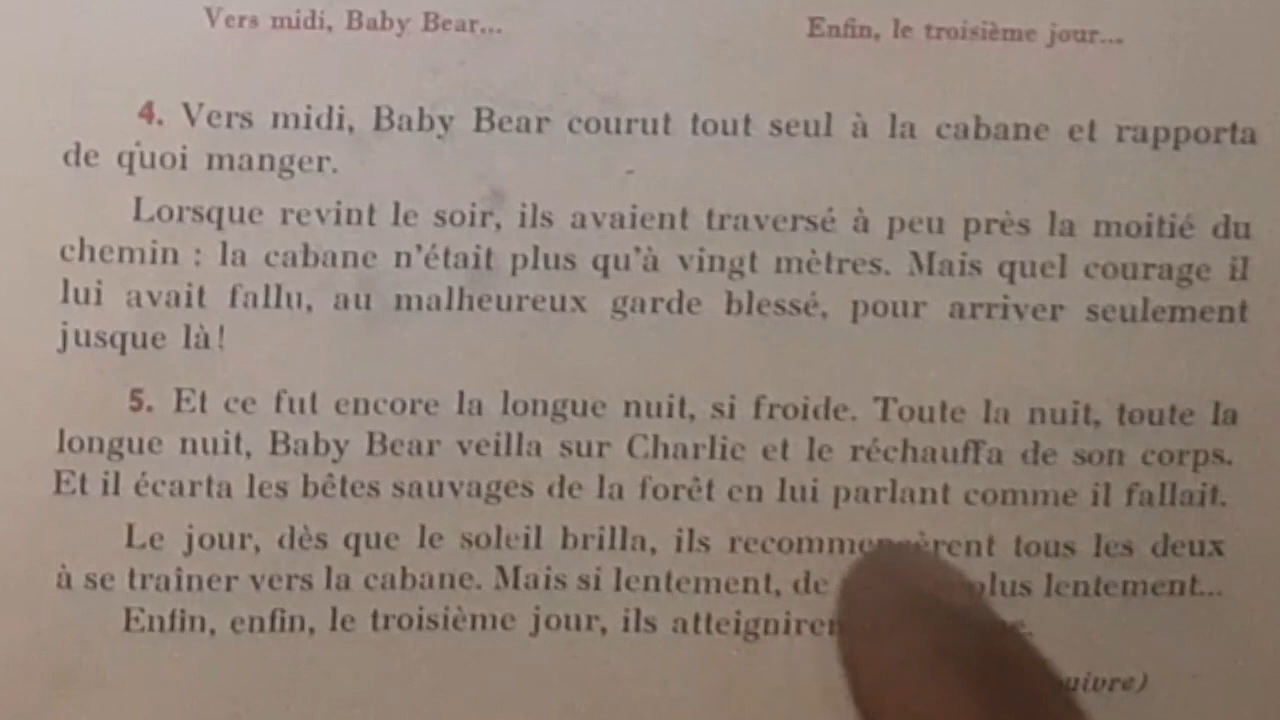 Vers midi, Baby Bear...
Enfin, le troisième jour...
4. Vers midi, Baby Bear courut tout seul à la cabane et rapporta
de quoi manger.
Lorsque revint le soir, ils avaient traversé à peu près la moitié du
chemin : la cabane n'était plus qu'à vingt mètres. Mais quel courage il
lui avait fallu, au malheureux garde blessé, pour arriver seulement
jusque là!
5. Et ce fut encore la longue nuit, si froide. Toute la nuit, toute la
longue nuit, Baby Bear veilla sur Charlie et le réchauffa de son corps.
Et il écarta les bêtes sauvages de la forêt en lui parlant comme il fallait.
Le jour, dès que le soleil brilla, ils recommencèrent tous les deux
à se traîner vers la cabane. Mais si lentement, de plus lentement...
Enfin, enfin, le troisième jour, ils